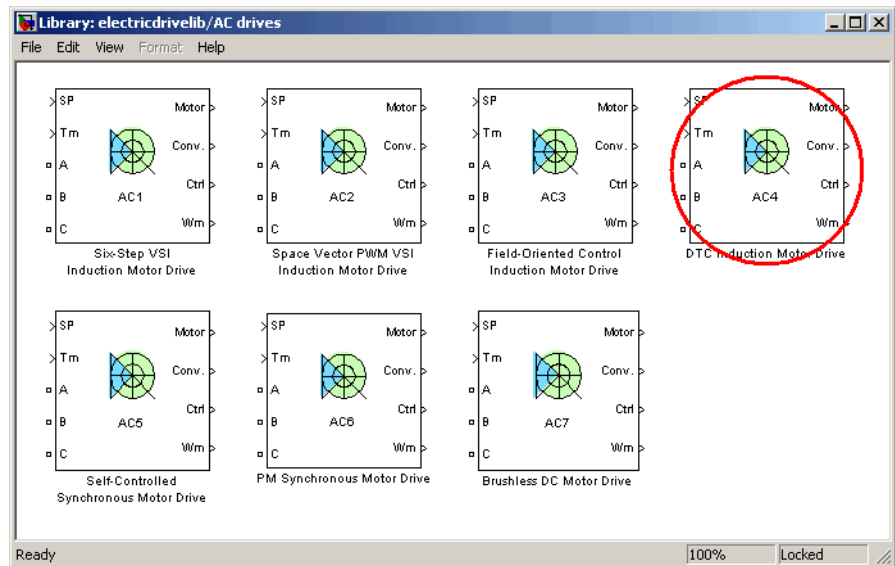 Library: electricdrivelib/AC drives
File Edit View Format Help
SP
Tm
A
B
C
AC1
Motor
Conv.
Ctrl
Wm
Six-Step VSI
Induction Motor Drive
SP
Tm
A
B
C
AC2
Motor
Conv.
Ctrl
Wm
Space Vector PWM VSI
Induction Motor Drive
SP
Tm
A
B
C
AC3
Motor
Conv.
Ctrl
Wm
Field-Oriented Control
Induction Motor Drive
SP
Tm
A
B
C
AC4
Motor
Conv.
Ctrl
Wm
DTC Induction Motor Drive
SP
Tm
A
B
C
AC5
Motor
Conv.
Ctrl
Wm
Self-Controlled
Synchronous Motor Drive
SP
Tm
A
B
C
AC6
Motor
Conv.
Ctrl
Wm
PM Synchronous Motor Drive
SP
Tm
A
B
C
AC7
Motor
Conv.
Ctrl
Wm
Brushless DC Motor Drive
Ready 100% Locked